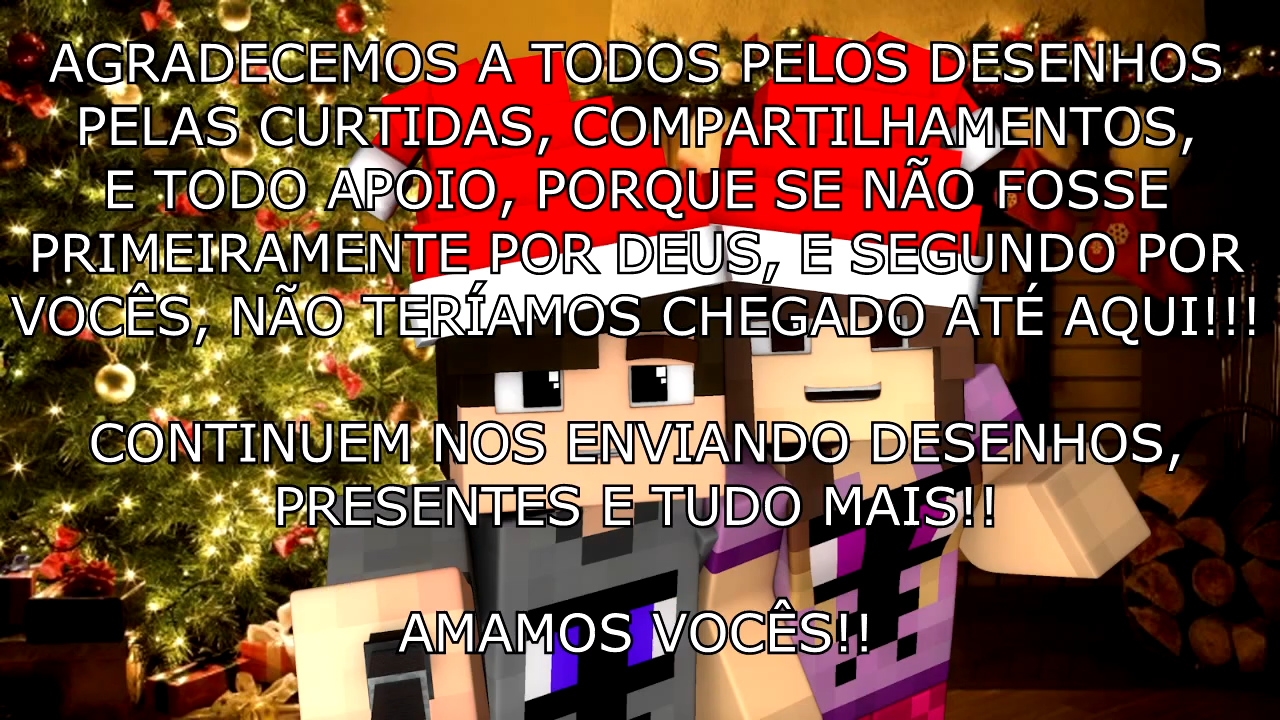 AGRADECEMOS A TODOS PELOS DESENHOS
PELAS CURTIDAS, COMPARTILHAMENTOS,
E TODO APOIO, PORQUE SE NÃO FOSSE
PRIMEIRAMENTE POR DEUS, E SEGUNDO POR
VOCÊS, NÃO TERÍAMOS CHEGADO ATÉ AQUI!!!
CONTINUEM NOS ENVIANDO DESENHOS,
PRESENTES E TUDO MAIS!!
AMAMOS VOCÊS!!